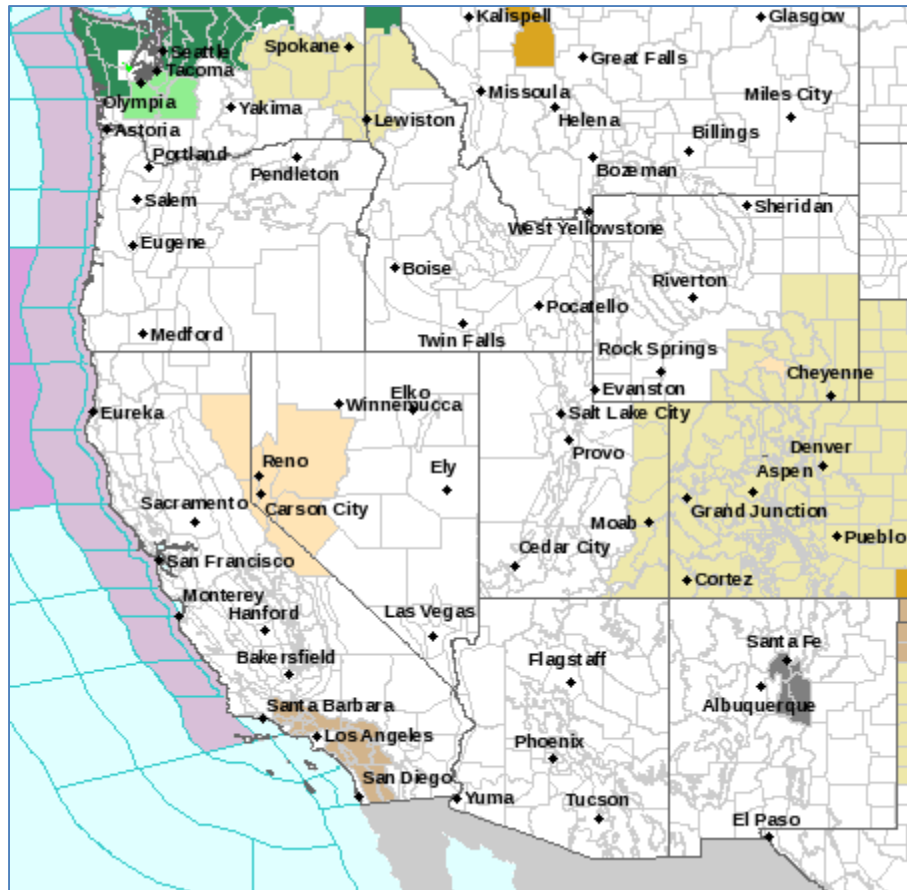 Kalispell
Glasgow
Seattle
Spokane
Great Falls
Tacoma
Missoula
Olympia
Yakima
Helena
Miles City
Lewiston
Astoria
Billings
Portland
Pendleton
Bozeman
Salem
Sheridan
West Yellowstone
Eugene
Boise
Riverton
Pocatello
Medford
Twin Falls
Rock Springs
Cheyenne
Elko
Evanston
Winnemucca
Eureka
Salt Lake City
Provo
Denver
Reno
Ely
Aspen
Sacramento
Carson City
Grand Junction
Moab
Pueblo
Cedar City
San Francisco
Cortez
Monterey
Hanford
Las Vegas
Santa Fe
Bakersfield
Flagstaff
Albuquerque
Santa Barbara
Los Angeles
Phoenix
San Diego
Yuma
Tucson
El Paso